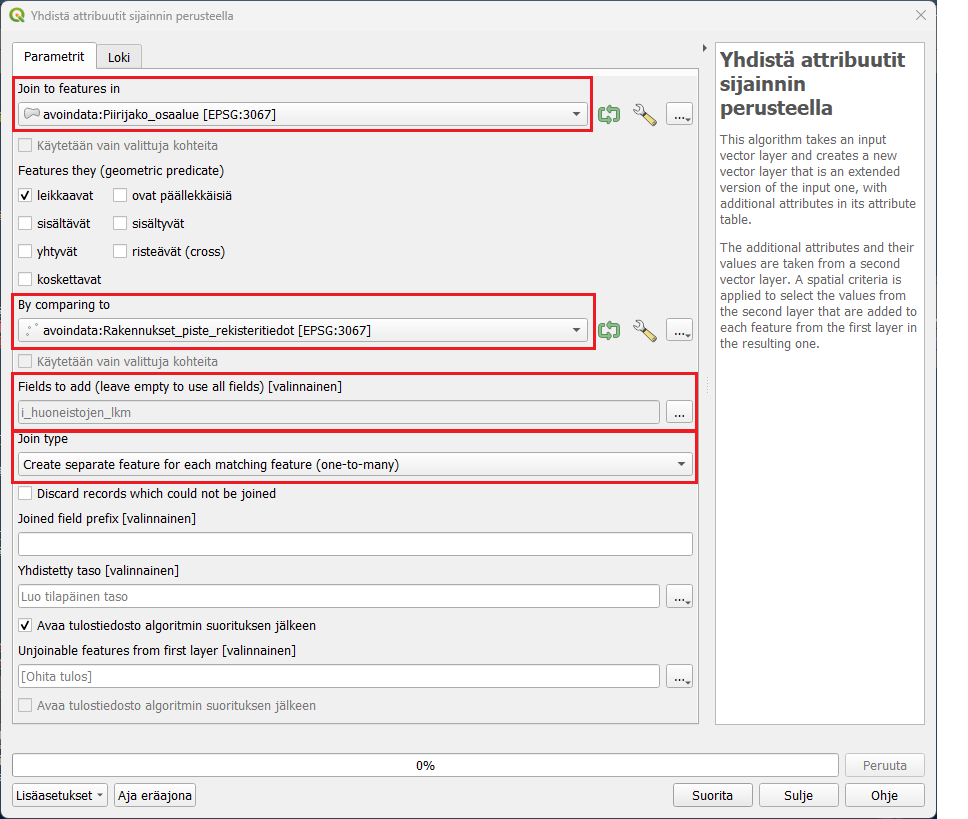 Yhdistä attribuutit sijainnin perusteella
Parametrit
Loki
Join to features in
avoindata:Piirijako_osaalue [EPSG:3067]
...
Käytetään vain valittuja kohteita
Features they (geometric predicate)
leikkaavat
ovat päällekkäisiä
sisältävät
sisältyvät
yhtyvät
risteävät (cross)
koskettavat
By comparing to
avoindata:Rakennukset_piste_rekisteritiedot [EPSG:3067]
...
Käytetään vain valittuja kohteita
Fields to add (leave empty to use all fields) [valinnainen]
i_huoneistojen_lkm
...
Join type
Create separate feature for each matching feature (one-to-many)
Discard records which could not be joined
Joined field prefix [valinnainen]
Yhdistetty taso [valinnainen]
Luo tilapäinen taso
...
Avaa tulostiedosto algoritmin suorituksen jälkeen
Unjoinable features from first layer [valinnainen]
[Ohita tulos]
...
Avaa tulostiedosto algoritmin suorituksen jälkeen
Yhdistä attribuutit
sijainnin
perusteella
This algorithm takes an input
vector layer and creates a new
vector layer that is an extended
version of the input one, with
additional attributes in its attribute
table.
The additional attributes and their
values are taken from a second
vector layer. A spatial criteria is
applied to select the values from
the second layer that are added to
each feature from the first layer in
the resulting one.
0%
Peruuta
Lisäasetukset
Aja eräajona
Suorita
Sulje
Ohje